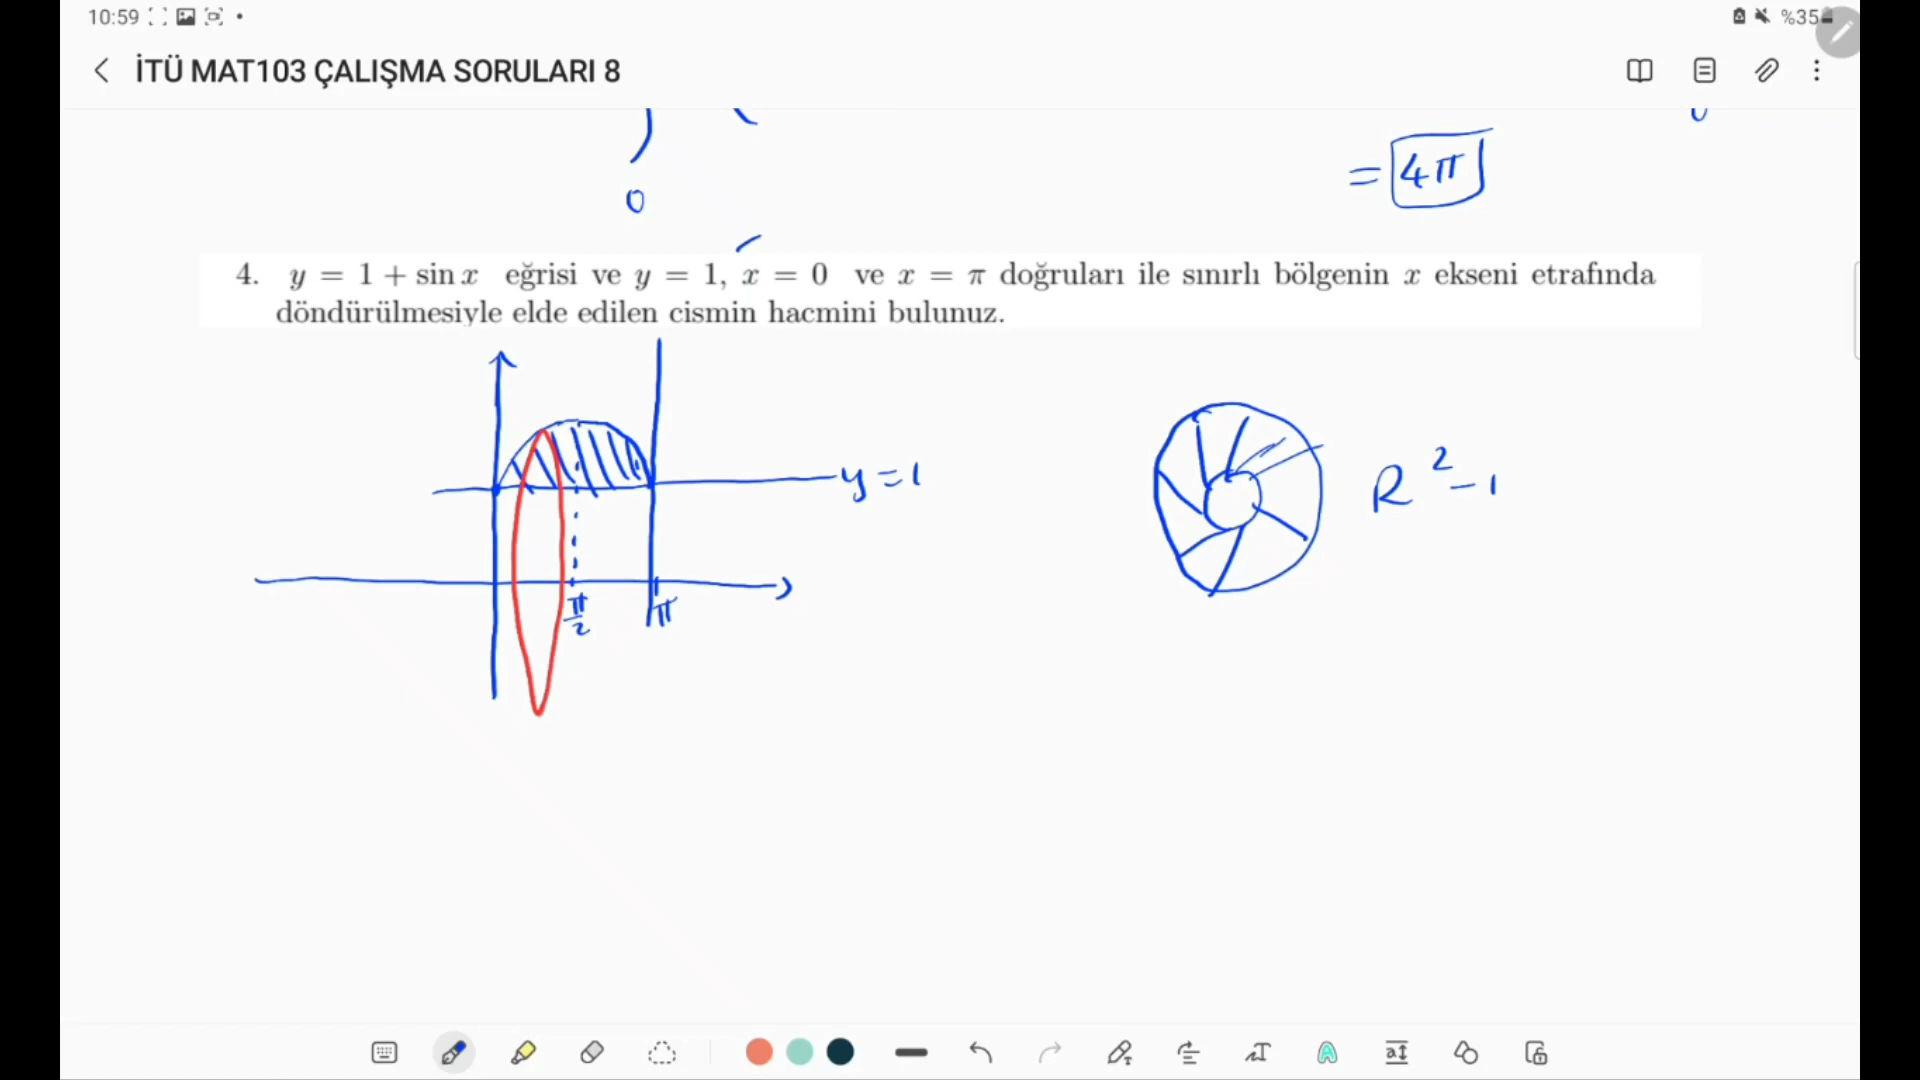 10:59
%35
İTÜ MAT103 ÇALIŞMA SORULARI 8
0
= 4π
4. y = 1 + sin x eğrisi ve y = 1, x = 0 ve x = π doğruları ile sınırlı bölgenin x ekseni etrafında
döndürülmesiyle elde edilen cismin hacmini bulunuz.
y = 1
R² - 1
π/2
π